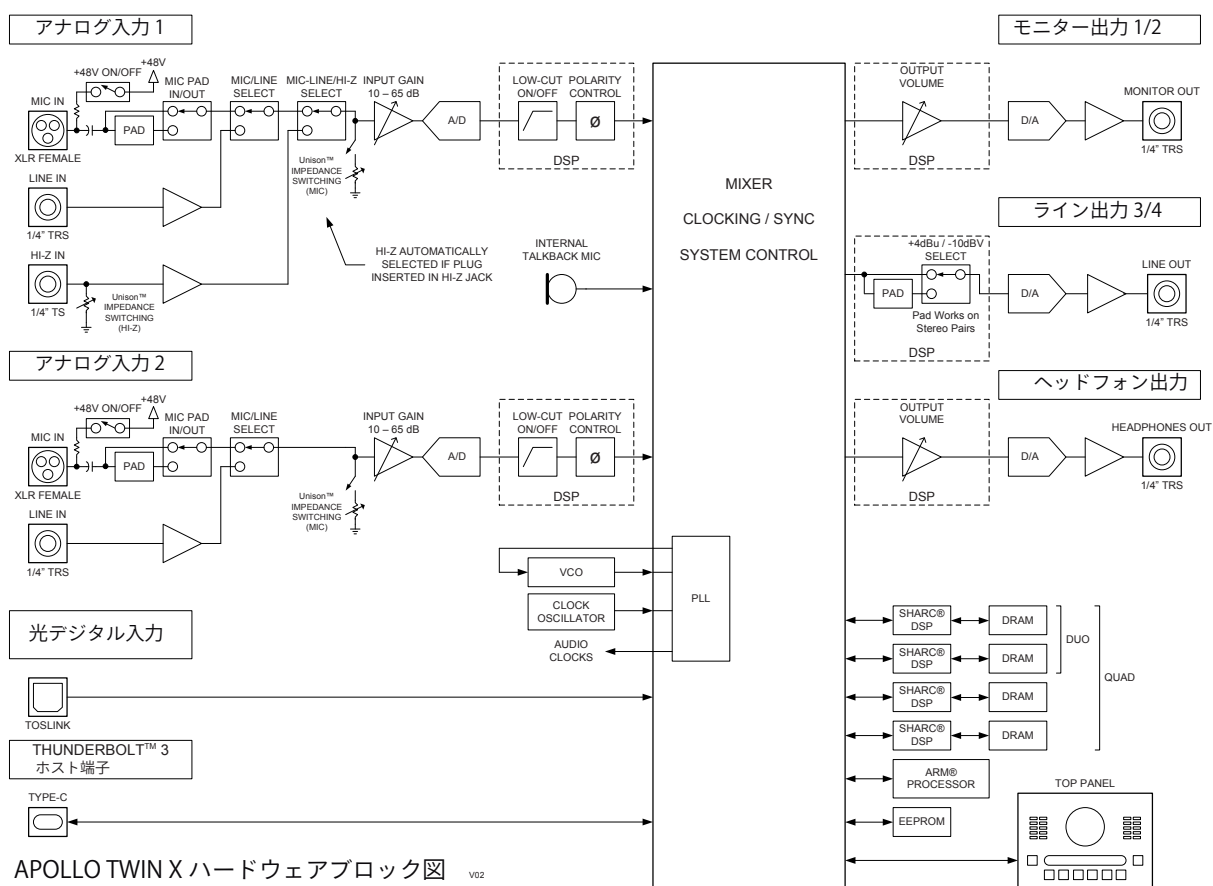 アナログ入力 1
+48V ON/OFF
+48V
MIC IN
XLR FEMALE
PAD
MIC PAD
IN/OUT
MIC/LINE
SELECT
MIC-LINE/HI-Z
SELECT
INPUT GAIN
10 – 65 dB
A/D
LOW-CUT
ON/OFF
POLARITY
CONTROL
Ø
DSP
Unison™
IMPEDANCE
SWITCHING
(MIC)
LINE IN
1/4" TRS
HI-Z IN
1/4" TS
Unison™
IMPEDANCE
SWITCHING
(HI-Z)
HI-Z AUTOMATICALLY
SELECTED IF PLUG
INSERTED IN HI-Z JACK
INTERNAL
TALKBACK MIC
アナログ入力 2
+48V ON/OFF
+48V
MIC IN
XLR FEMALE
PAD
MIC PAD
IN/OUT
MIC/LINE
SELECT
INPUT GAIN
10 – 65 dB
A/D
LOW-CUT
ON/OFF
POLARITY
CONTROL
Ø
DSP
Unison™
IMPEDANCE
SWITCHING
(MIC)
LINE IN
1/4" TRS
光デジタル入力
TOSLINK
THUNDERBOLT™ 3
ホスト端子
TYPE-C
VCO
CLOCK
OSCILLATOR
AUDIO
CLOCKS
PLL
MIXER
CLOCKING / SYNC
SYSTEM CONTROL
モニター出力 1/2
OUTPUT
VOLUME
DSP
D/A
MONITOR OUT
1/4" TRS
ライン出力 3/4
+4dBu / -10dBV
SELECT
PAD
Pad Works on
Stereo Pairs
DSP
D/A
LINE OUT
1/4" TRS
ヘッドフォン出力
OUTPUT
VOLUME
DSP
D/A
HEADPHONES OUT
1/4" TRS
SHARC®
DSP
DRAM
SHARC®
DSP
DRAM
DUO
SHARC®
DSP
DRAM
SHARC®
DSP
DRAM
QUAD
ARM®
PROCESSOR
EEPROM
TOP PANEL
APOLLO TWIN X ハードウェアブロック図 V02